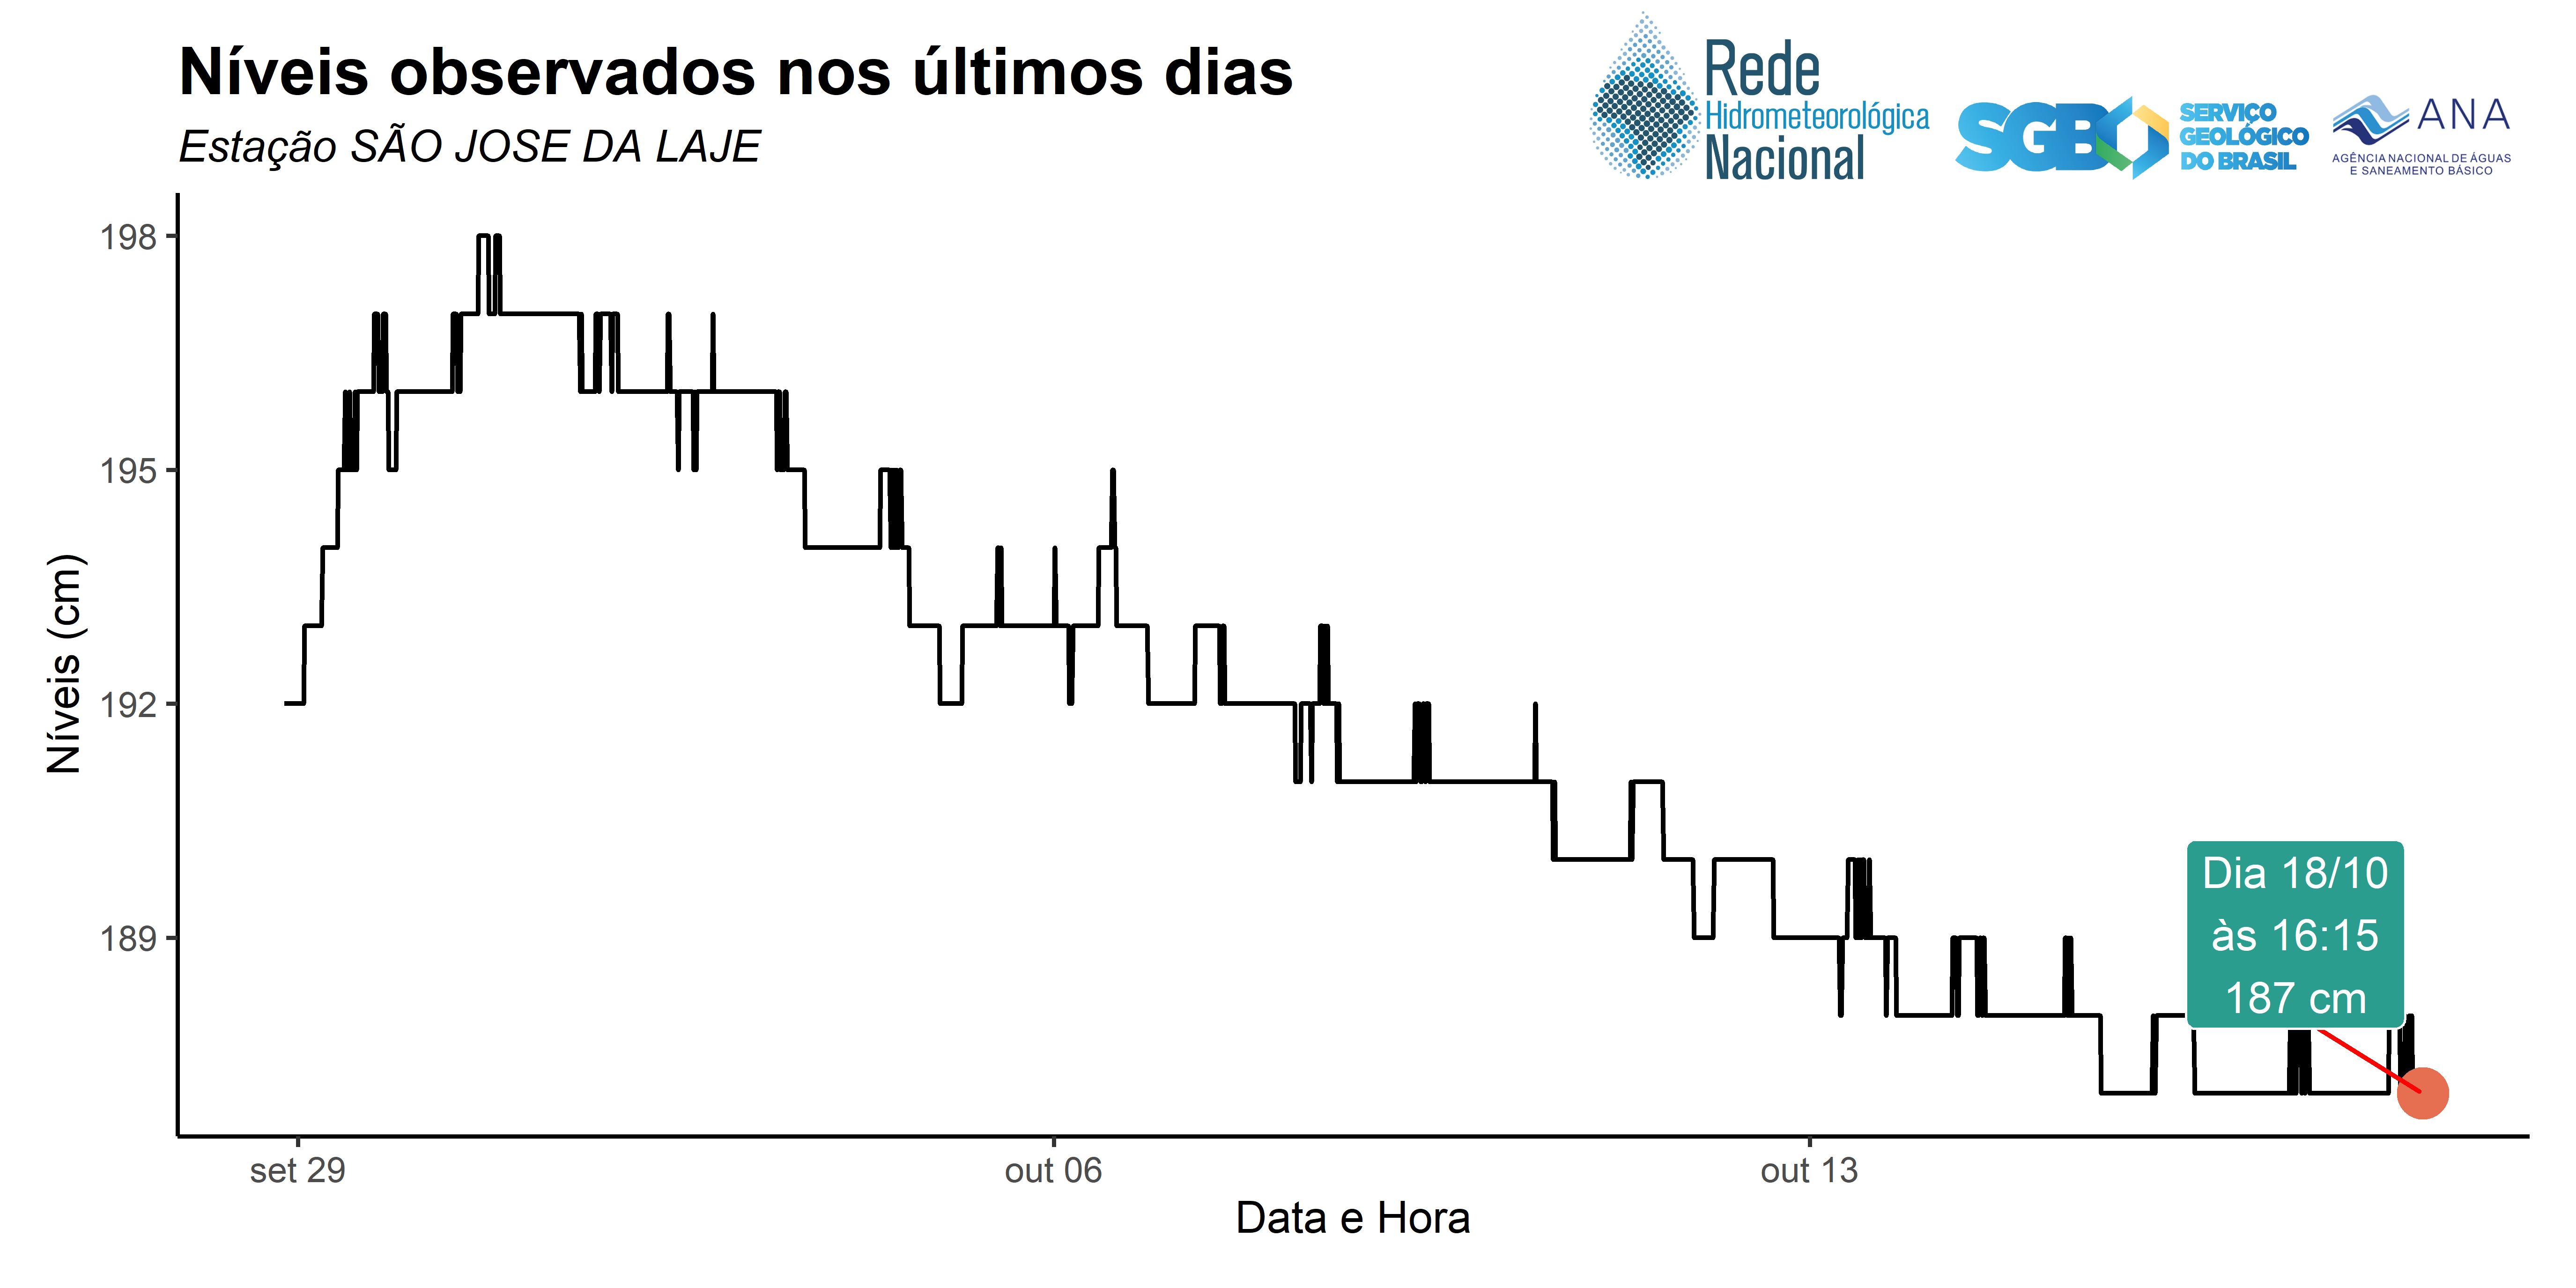 Níveis observados nos últimos dias
Estação SÃO JOSE DA LAJE
Rede
Hidrometeorológica
Nacional
SGB
SERVIÇO
GEOLÓGICO
DO BRASIL
ANA
AGÊNCIA NACIONAL DE ÁGUAS
E SANEAMENTO BÁSICO
Níveis (cm)
198
195
192
189
Dia 18/10
às 16:15
187 cm
set 29
out 06
out 13
Data e Hora